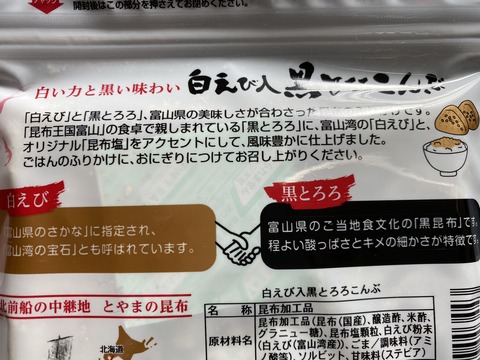 開封後はこの部分を押さえてお閉めください。
白い力と黒い味わい 白えび入黒とろろこんぶ
「白えび」と「黒とろろ」、富山県の美味しさが合わさった
「昆布王国富山」の食卓で親しまれている「黒とろろ」に、富山湾の「白えび」と、
オリジナル「昆布塩」をアクセントにして、風味豊かに仕上げました。
ごはんのふりかけに、おにぎりにつけてお召し上がりください。
白えび
富山県のさかな」に指定され、
富山湾の宝石」とも呼ばれています。
黒とろろ
富山県のご当地食文化の「黒昆布」です。
程よい酸っぱさとキメの細かさが特徴です。
北前船の中継地 とやまの昆布
北海道
白えび入黒とろろこんぶ
名称 昆布加工品
原材料名 昆布加工品(昆布(国産)、醸造酢、米酢、
グラニュー糖)、昆布塩顆粒、白えび粉末
(白えび(富山湾産))、ごま／調味料(アミ
ノ酸等)、ソルビット、甘味料(ステビ